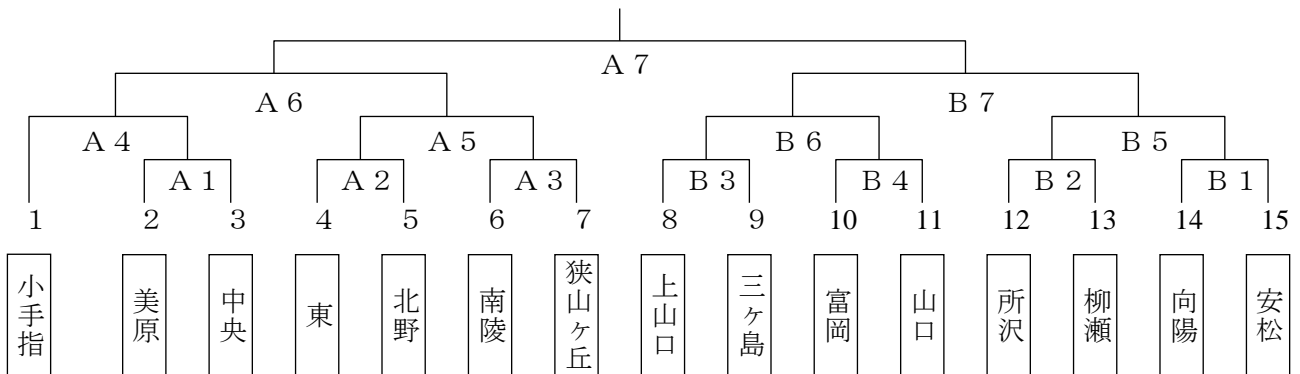 A 7
A 6 B 7
A 4 A 5 B 6 B 5
A 1 A 2 A 3 B 3 B 4 B 2 B 1
1 2 3 4 5 6 7 8 9 10 11 12 13 14 15
小手指
美原
中央
東
北野
南陵
狭山ヶ丘
上山口
三ヶ島
富岡
山口
所沢
柳瀬
向陽
安松